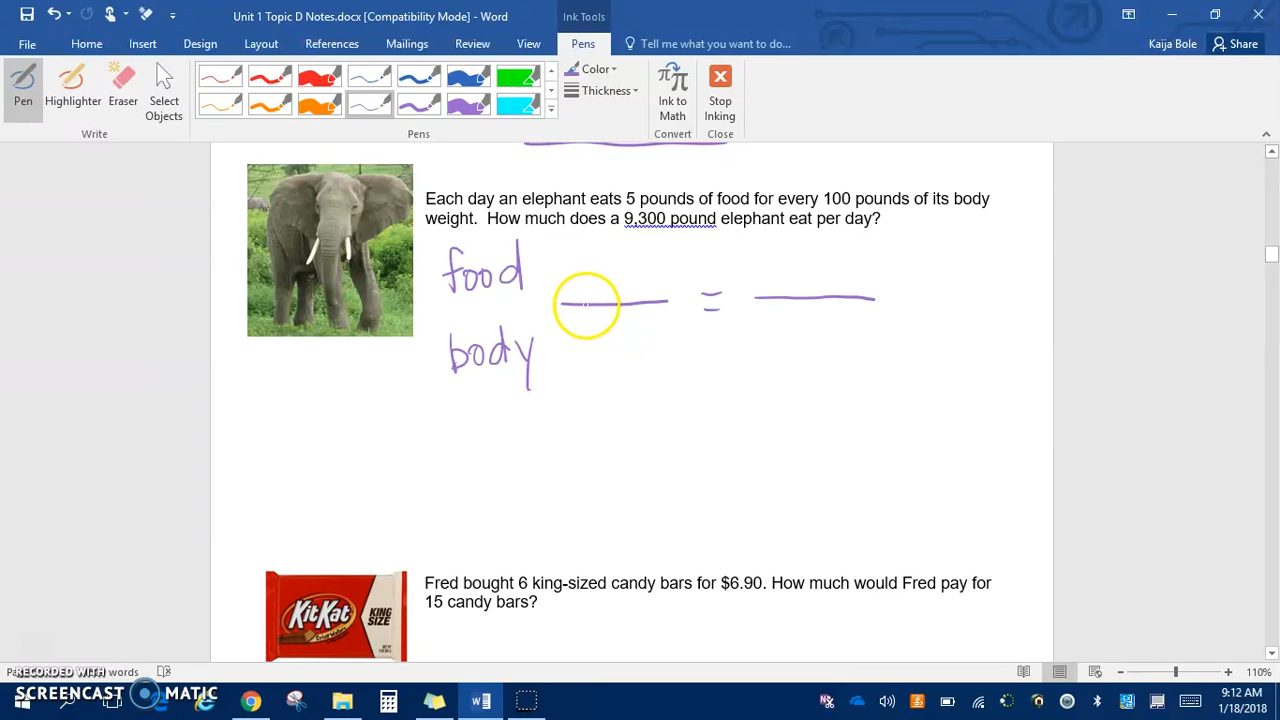 Unit 1 Topic D Notes.docx [Compatibility Mode] - Word
Ink Tools
File Home Insert Design Layout References Mailings Review View Pens Tell me what you want to do... Kaija Bole Share
Pen Highlighter Eraser Select Objects
Color
Thickness
Ink to Math
Stop Inking
Write Pens Convert Close
Each day an elephant eats 5 pounds of food for every 100 pounds of its body
weight. How much does a 9,300 pound elephant eat per day?
food
=
body
Fred bought 6 king-sized candy bars for $6.90. How much would Fred pay for
15 candy bars?
KitKat
KING SIZE
words
110%
RECORDED WITH
SCREENCAST MATIC
9:12 AM
1/18/2018